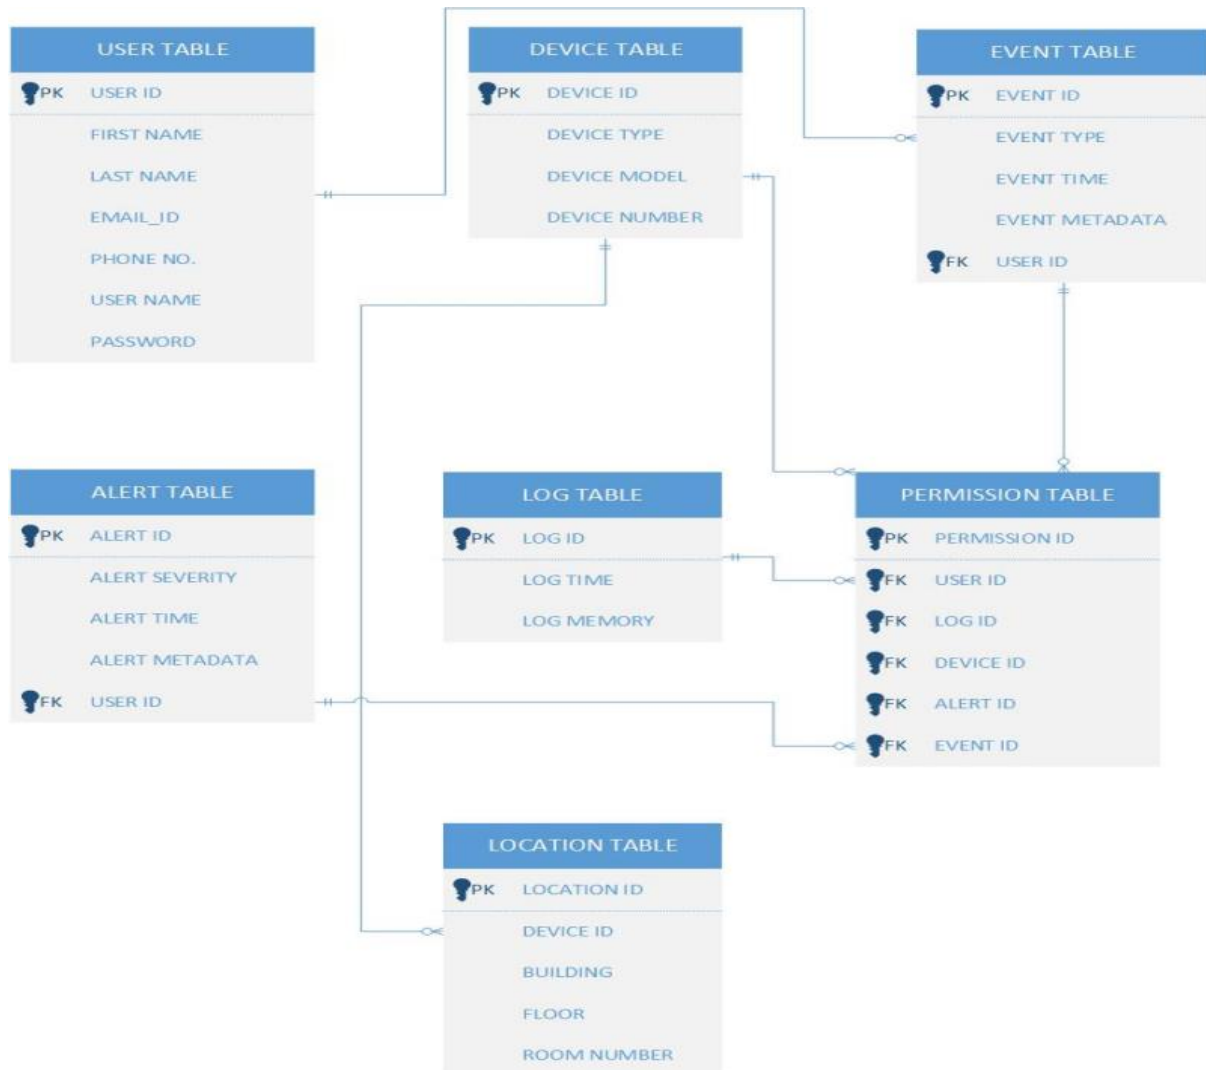 USER TABLE
PK USER ID
FIRST NAME
LAST NAME
EMAIL_ID
PHONE NO.
USER NAME
PASSWORD
DEVICE TABLE
PK DEVICE ID
DEVICE TYPE
DEVICE MODEL
DEVICE NUMBER
EVENT TABLE
PK EVENT ID
EVENT TYPE
EVENT TIME
EVENT METADATA
FK USER ID
ALERT TABLE
PK ALERT ID
ALERT SEVERITY
ALERT TIME
ALERT METADATA
FK USER ID
LOG TABLE
PK LOG ID
LOG TIME
LOG MEMORY
PERMISSION TABLE
PK PERMISSION ID
FK USER ID
FK LOG ID
FK DEVICE ID
FK ALERT ID
FK EVENT ID
LOCATION TABLE
PK LOCATION ID
DEVICE ID
BUILDING
FLOOR
ROOM NUMBER